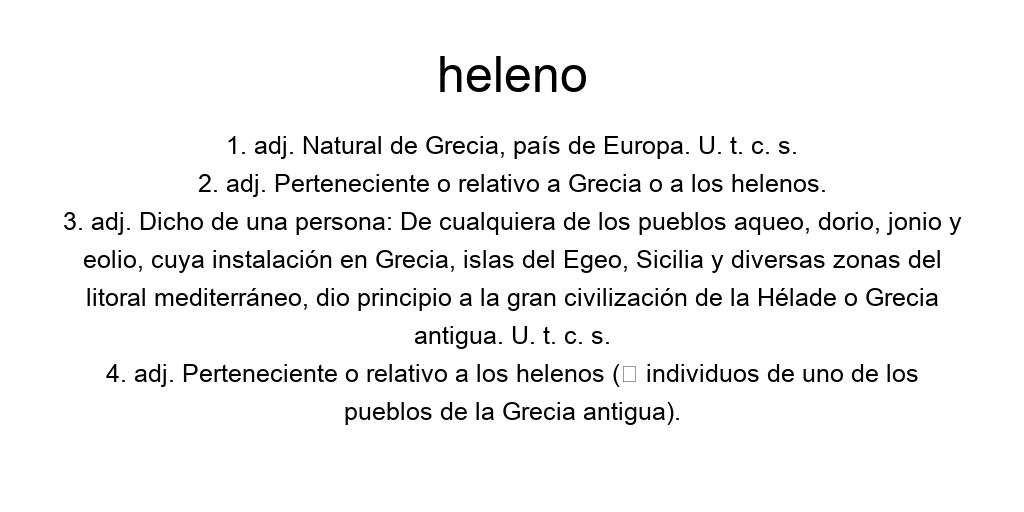 heleno
1. adj. Natural de Grecia, país de Europa. U. t. c. s.
2. adj. Perteneciente o relativo a Grecia o a los helenos.
3. adj. Dicho de una persona: De cualquiera de los pueblos aqueo, dorio, jonio y
eolio, cuya instalación en Grecia, islas del Egeo, Sicilia y diversas zonas del
litoral mediterráneo, dio principio a la gran civilización de la Hélade o Grecia
antigua. U. t. c. s.
4. adj. Perteneciente o relativo a los helenos (□ individuos de uno de los
pueblos de la Grecia antigua).